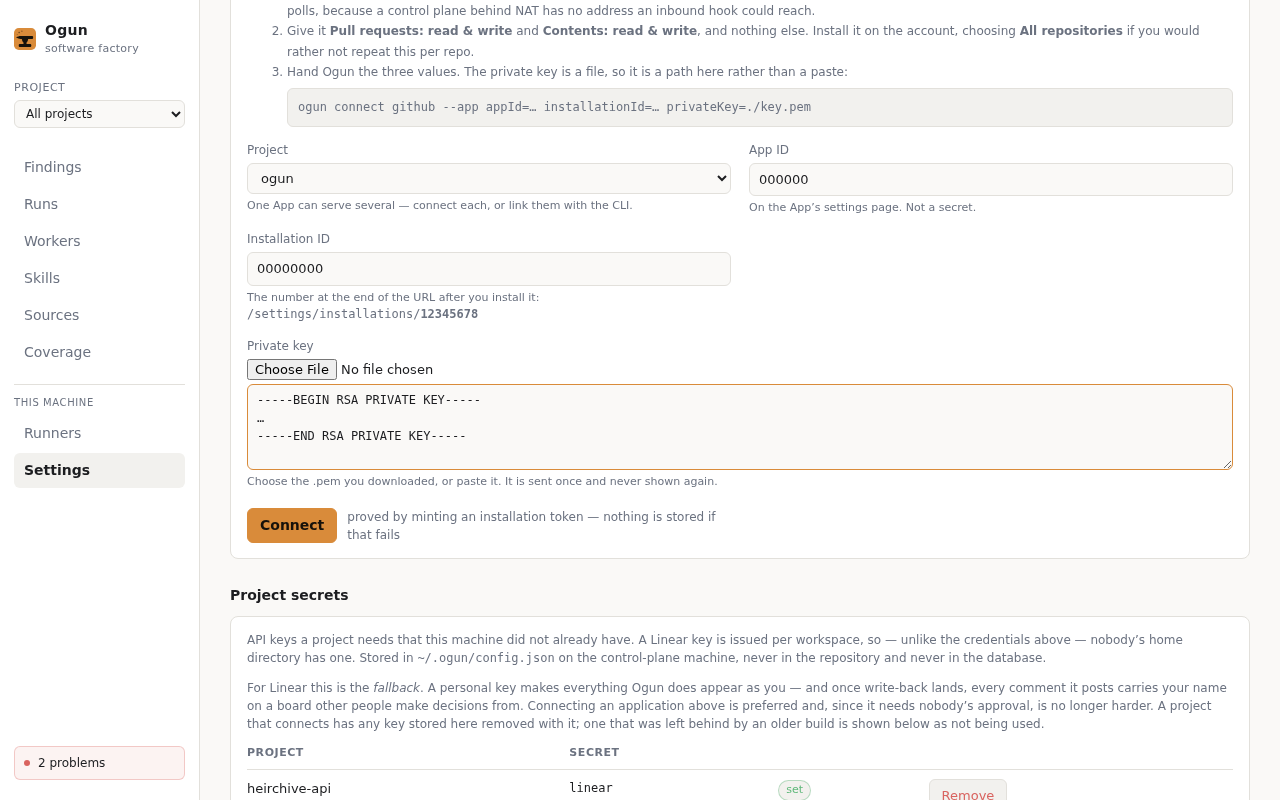 Ogun
software factory
PROJECT
All projects
Findings
Runs
Workers
Skills
Sources
Coverage
THIS MACHINE
Runners
Settings
2 problems
polls, because a control plane behind NAT has no address an inbound hook could reach.
2. Give it Pull requests: read & write and Contents: read & write, and nothing else. Install it on the account, choosing All repositories if you would
rather not repeat this per repo.
3. Hand Ogun the three values. The private key is a file, so it is a path here rather than a paste:
ogun connect github --app appId=… installationId=… privateKey=./key.pem
Project
ogun
One App can serve several — connect each, or link them with the CLI.
App ID
000000
On the App’s settings page. Not a secret.
Installation ID
00000000
The number at the end of the URL after you install it:
/settings/installations/12345678
Private key
Choose File No file chosen
-----BEGIN RSA PRIVATE KEY-----
…
-----END RSA PRIVATE KEY-----
Choose the .pem you downloaded, or paste it. It is sent once and never shown again.
Connect
proved by minting an installation token — nothing is stored if
that fails
Project secrets
API keys a project needs that this machine did not already have. A Linear key is issued per workspace, so — unlike the credentials above — nobody’s home
directory has one. Stored in ~/.ogun/config.json on the control-plane machine, never in the repository and never in the database.
For Linear this is the fallback. A personal key makes everything Ogun does appear as you — and once write-back lands, every comment it posts carries your name
on a board other people make decisions from. Connecting an application above is preferred and, since it needs nobody’s approval, is no longer harder. A project
that connects has any key stored here removed with it; one that was left behind by an older build is shown below as not being used.
PROJECT SECRET
heirchive-api linear set Remove